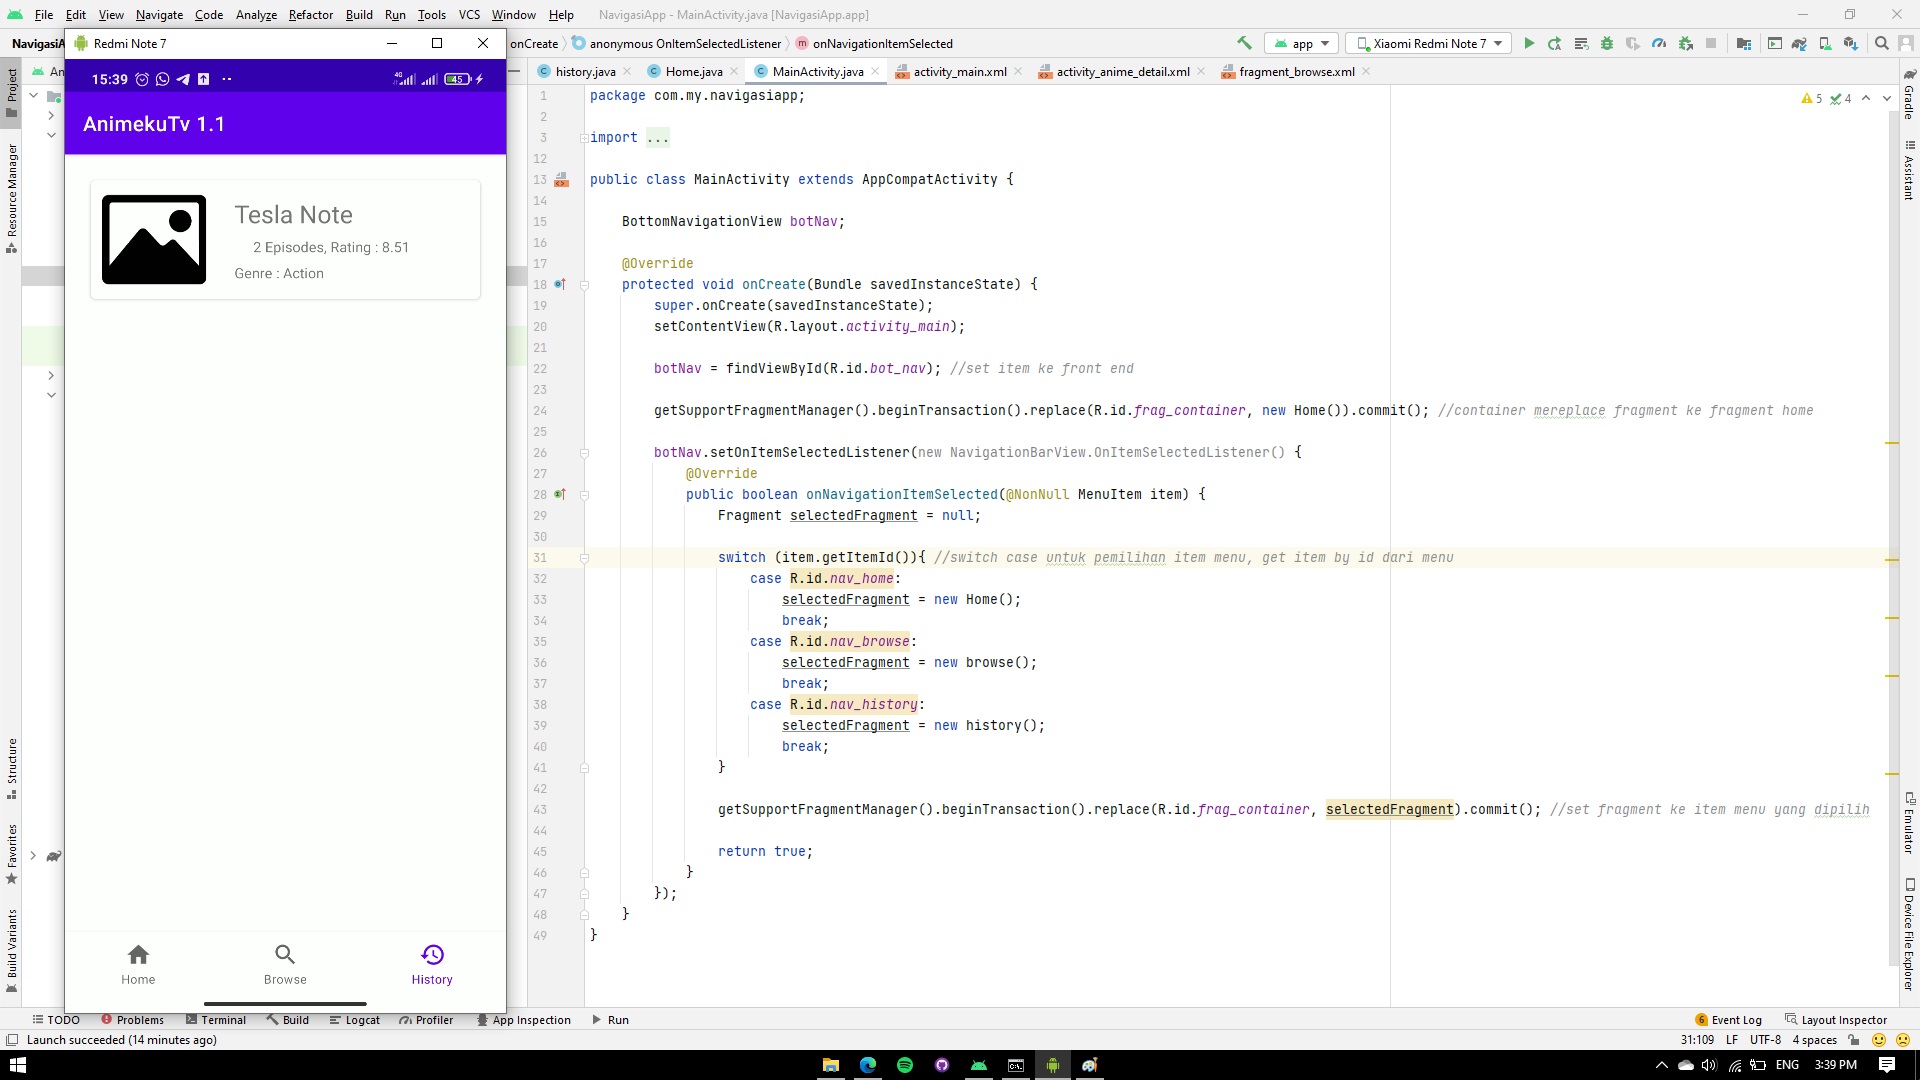 File Edit View Navigate Code Analyze Refactor Build Run Tools VCS Window Help NavigasiApp - MainActivity.java [NavigasiApp.app]
NavigasiA
Redmi Note 7
onCreate anonymous OnItemSelectedListener m onNavigationItemSelected
app Xiaomi Redmi Note 7
history.java Home.java MainActivity.java activity_main.xml activity_anime_detail.xml fragment_browse.xml
An
5 4
15:39 4G 45
AnimekuTv 1.1
Tesla Note
2 Episodes, Rating : 8.51
Genre : Action
Home Browse History
Project
Resource Manager
Structure
Favorites
Build Variants
1 package com.my.navigasiapp;
2
3 import ...
12
13 public class MainActivity extends AppCompatActivity {
14
15 BottomNavigationView botNav;
16
17 @Override
18 protected void onCreate(Bundle savedInstanceState) {
19 super.onCreate(savedInstanceState);
20 setContentView(R.layout.activity_main);
21
22 botNav = findViewById(R.id.bot_nav); //set item ke front end
23
24 getSupportFragmentManager().beginTransaction().replace(R.id.frag_container, new Home()).commit(); //container mereplace fragment ke fragment home
25
26 botNav.setOnItemSelectedListener(new NavigationBarView.OnItemSelectedListener() {
27 @Override
28 public boolean onNavigationItemSelected(@NonNull MenuItem item) {
29 Fragment selectedFragment = null;
30
31 switch (item.getItemId()){ //switch case untuk pemilihan item menu, get item by id dari menu
32 case R.id.nav_home:
33 selectedFragment = new Home();
34 break;
35 case R.id.nav_browse:
36 selectedFragment = new browse();
37 break;
38 case R.id.nav_history:
39 selectedFragment = new history();
40 break;
41 }
42
43 getSupportFragmentManager().beginTransaction().replace(R.id.frag_container, selectedFragment).commit(); //set fragment ke item menu yang dipilih
44
45 return true;
46 }
47 });
48 }
49 }
Gradle
Assistant
Emulator
Device File Explorer
TODO Problems Terminal Build Logcat Profiler App Inspection Run 6 Event Log Layout Inspector
Launch succeeded (14 minutes ago) 31:109 LF UTF-8 4 spaces
ENG 3:39 PM